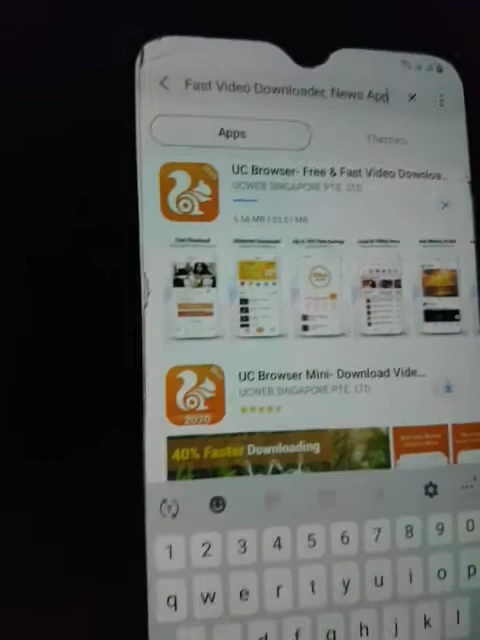 Fast Video Downloader, News App
Apps
Themes
UC Browser- Free & Fast Video Downloa...
UCWEB SINGAPORE PTE. LTD.
UC Browser Mini- Download Vide...
UCWEB SINGAPORE PTE. LTD.
2020
40% Faster Downloading
1 2 3 4 5 6 7 8 9 0
q w e r t y u i o p
d f g h j k l